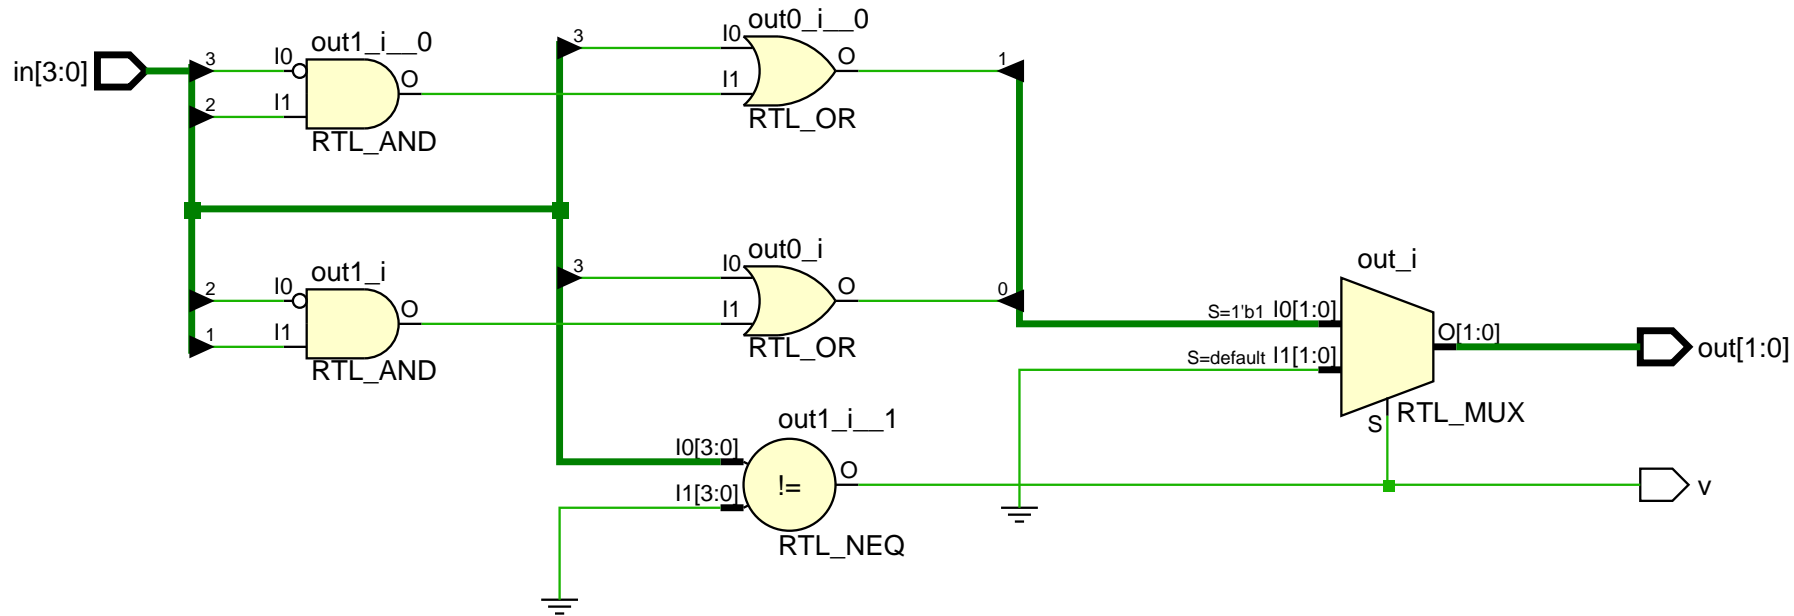 in[3:0]
3
I0
out1_i__0
O
2
I1
RTL_AND
3
I0
out0_i__0
O
I1
RTL_OR
1
2
I0
out1_i
O
1
I1
RTL_AND
3
I0
out0_i
O
I1
RTL_OR
0
out_i
S=1'b1 I0[1:0]
S=default I1[1:0]
O[1:0]
S
RTL_MUX
out[1:0]
out1_i__1
I0[3:0]
I1[3:0]
!=
O
RTL_NEQ
v